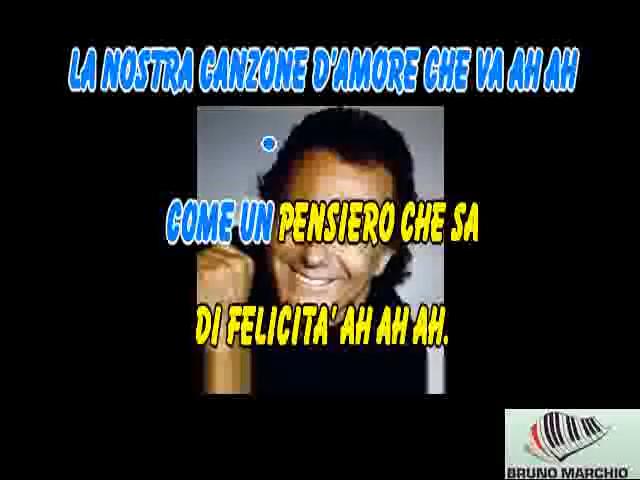 LA NOSTRA CANZONE D'AMORE CHE VA AH AH
COME UN PENSIERO CHE SA
DI FELICITA' AH AH AH.
BRUNO MARCHIO